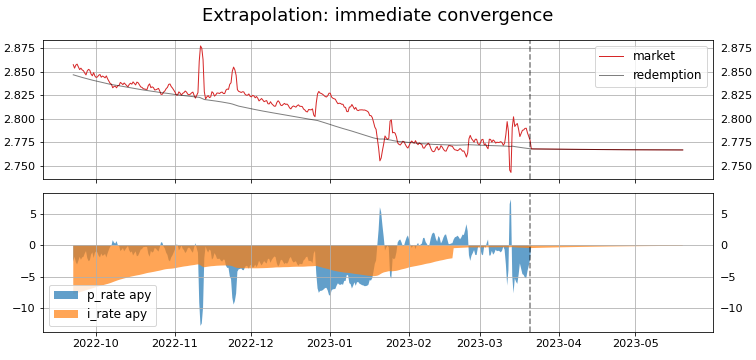 Extrapolation: immediate convergence
2.875 2.875
2.850 2.850
2.825 2.825
2.800 2.800
2.775 2.775
2.750 2.750
market
redemption
5 5
0 0
−5 −5
−10 −10
p_rate apy
i_rate apy
2022-10 2022-11 2022-12 2023-01 2023-02 2023-03 2023-04 2023-05